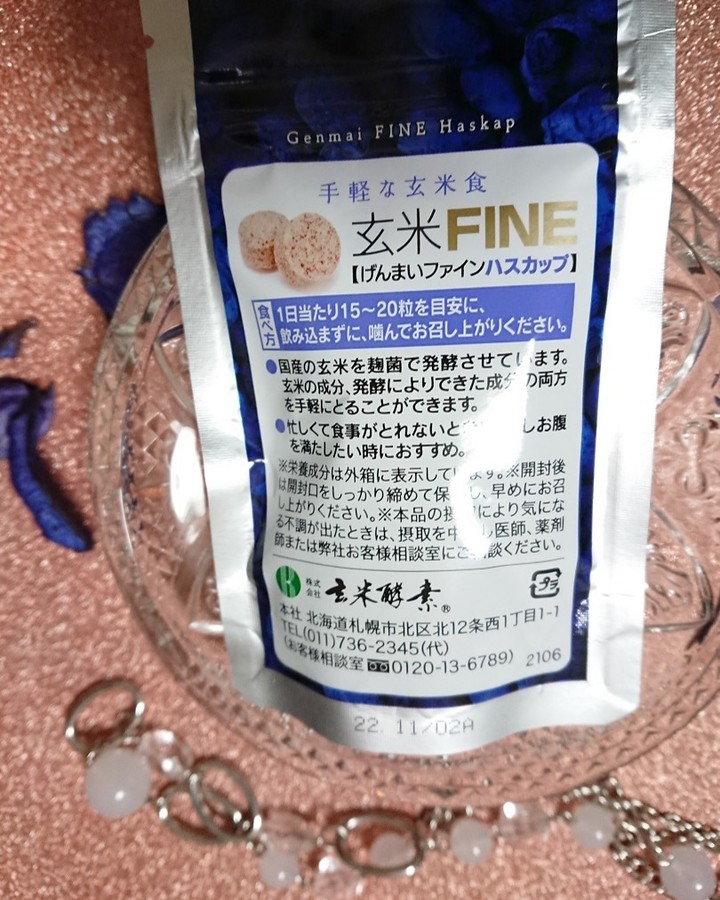 Genmai FINE Haskap
手軽な玄米食
玄米FINE
【げんまいファインハスカップ】
食べ方
1日当たり15～20粒を目安に、
飲み込まずに、噛んでお召し上がりください。
●国産の玄米を麹菌で発酵させています。
玄米の成分、発酵によりできた成分の両方
を手軽にとることができます。
●忙しくて食事がとれないと しお腹
を満たしたい時におすすめ。
※栄養成分は外箱に表示しています。※開封後
は開封口をしっかり締めて保 し、早めにお召
し上がりください。※本品の摂 により気にな
る不調が出たときは、摂取を中 し医師、薬剤
師または弊社お客様相談室にご 談ください。
株式会社 玄米酵素®
プラ
本社 北海道札幌市北区北12条西1丁目1-1
TEL(011)736-2345(代)
(お客様相談室 0120-13-6789) 2106
22. 11/02A